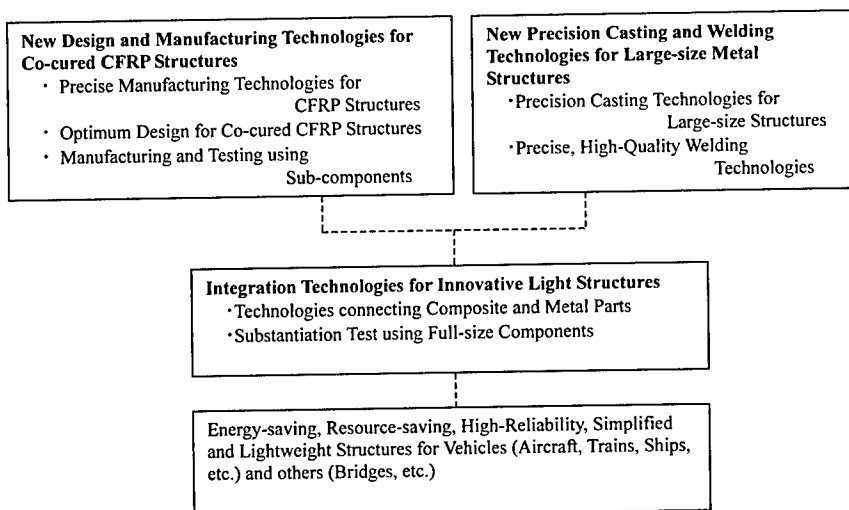 New Design and Manufacturing Technologies for
Co-cured CFRP Structures
・ Precise Manufacturing Technologies for
CFRP Structures
・ Optimum Design for Co-cured CFRP Structures
・ Manufacturing and Testing using
Sub-components
New Precision Casting and Welding
Technologies for Large-size Metal
Structures
・Precision Casting Technologies for
Large-size Structures
・Precise, High-Quality Welding
Technologies
Integration Technologies for Innovative Light Structures
・Technologies connecting Composite and Metal Parts
・Substantiation Test using Full-size Components
Energy-saving, Resource-saving, High-Reliability, Simplified
and Lightweight Structures for Vehicles (Aircraft, Trains, Ships,
etc.) and others (Bridges, etc.)